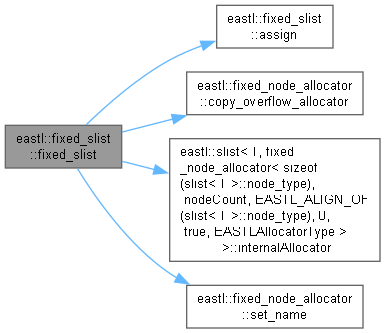 eastl::fixed_slist
::fixed_slist
eastl::fixed_slist
::assign
eastl::fixed_node_allocator
::copy_overflow_allocator
eastl::slist< T, fixed
_node_allocator< sizeof
(slist< T >::node_type),
nodeCount, EASTL_ALIGN_OF
(slist< T >::node_type), 0,
true, EASTLAllocatorType >
>::internalAllocator
eastl::fixed_node_allocator
::set_name